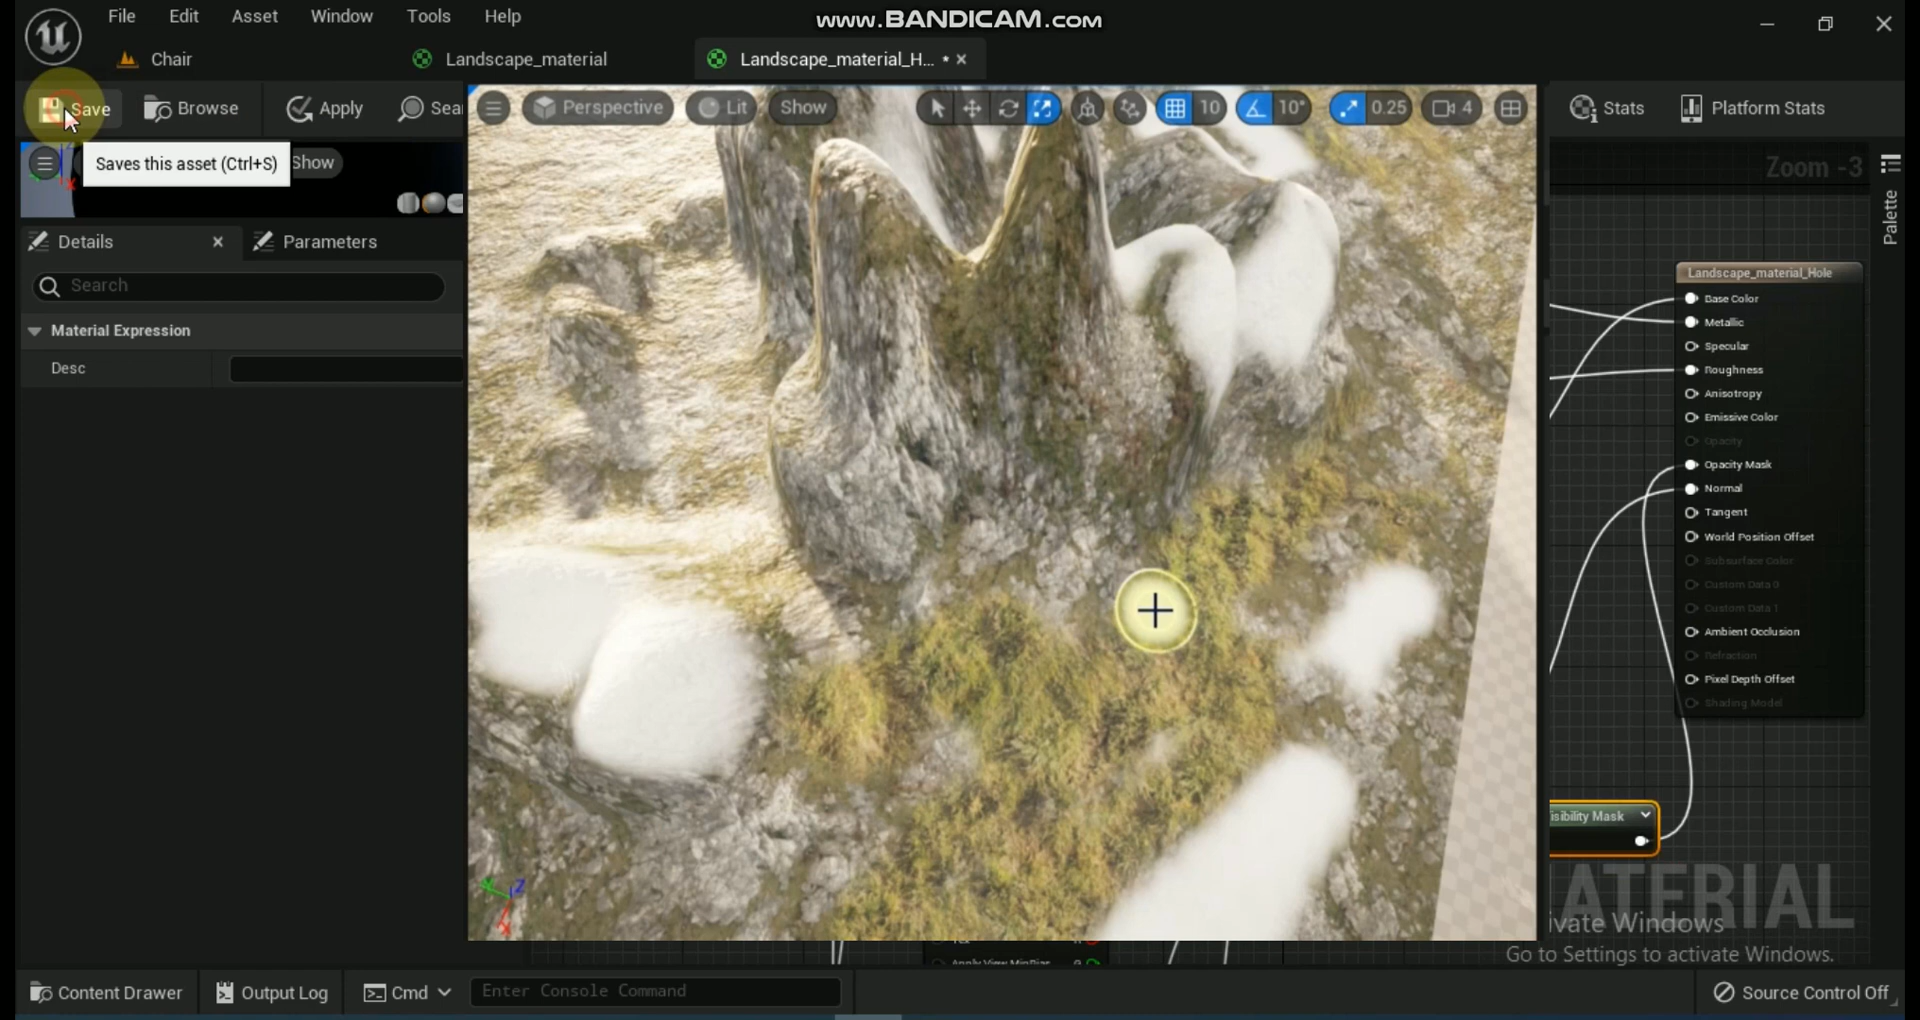 File Edit Asset Window Tools Help
www.BANDICAM.com
Chair
Landscape_material
Landscape_material_H... •
Save
Browse
Apply
Sea
Perspective
Lit
Show
10
10°
0.25
4
Stats
Platform Stats
Saves this asset (Ctrl+S)
Show
Zoom -3
Palette
Details
Parameters
Search
Material Expression
Desc
Landscape_material_Hole
Base Color
Metallic
Specular
Roughness
Anisotropy
Emissive Color
Opacity
Opacity Mask
Normal
Tangent
World Position Offset
Subsurface Color
Custom Data 0
Custom Data 1
Ambient Occlusion
Refraction
Pixel Depth Offset
Shading Model
isibility Mask
ATERIAL
ivate Windows
Go to Settings to activate Windows.
Apply View MipBias
Content Drawer
Output Log
Cmd
Enter Console Command
Source Control Off